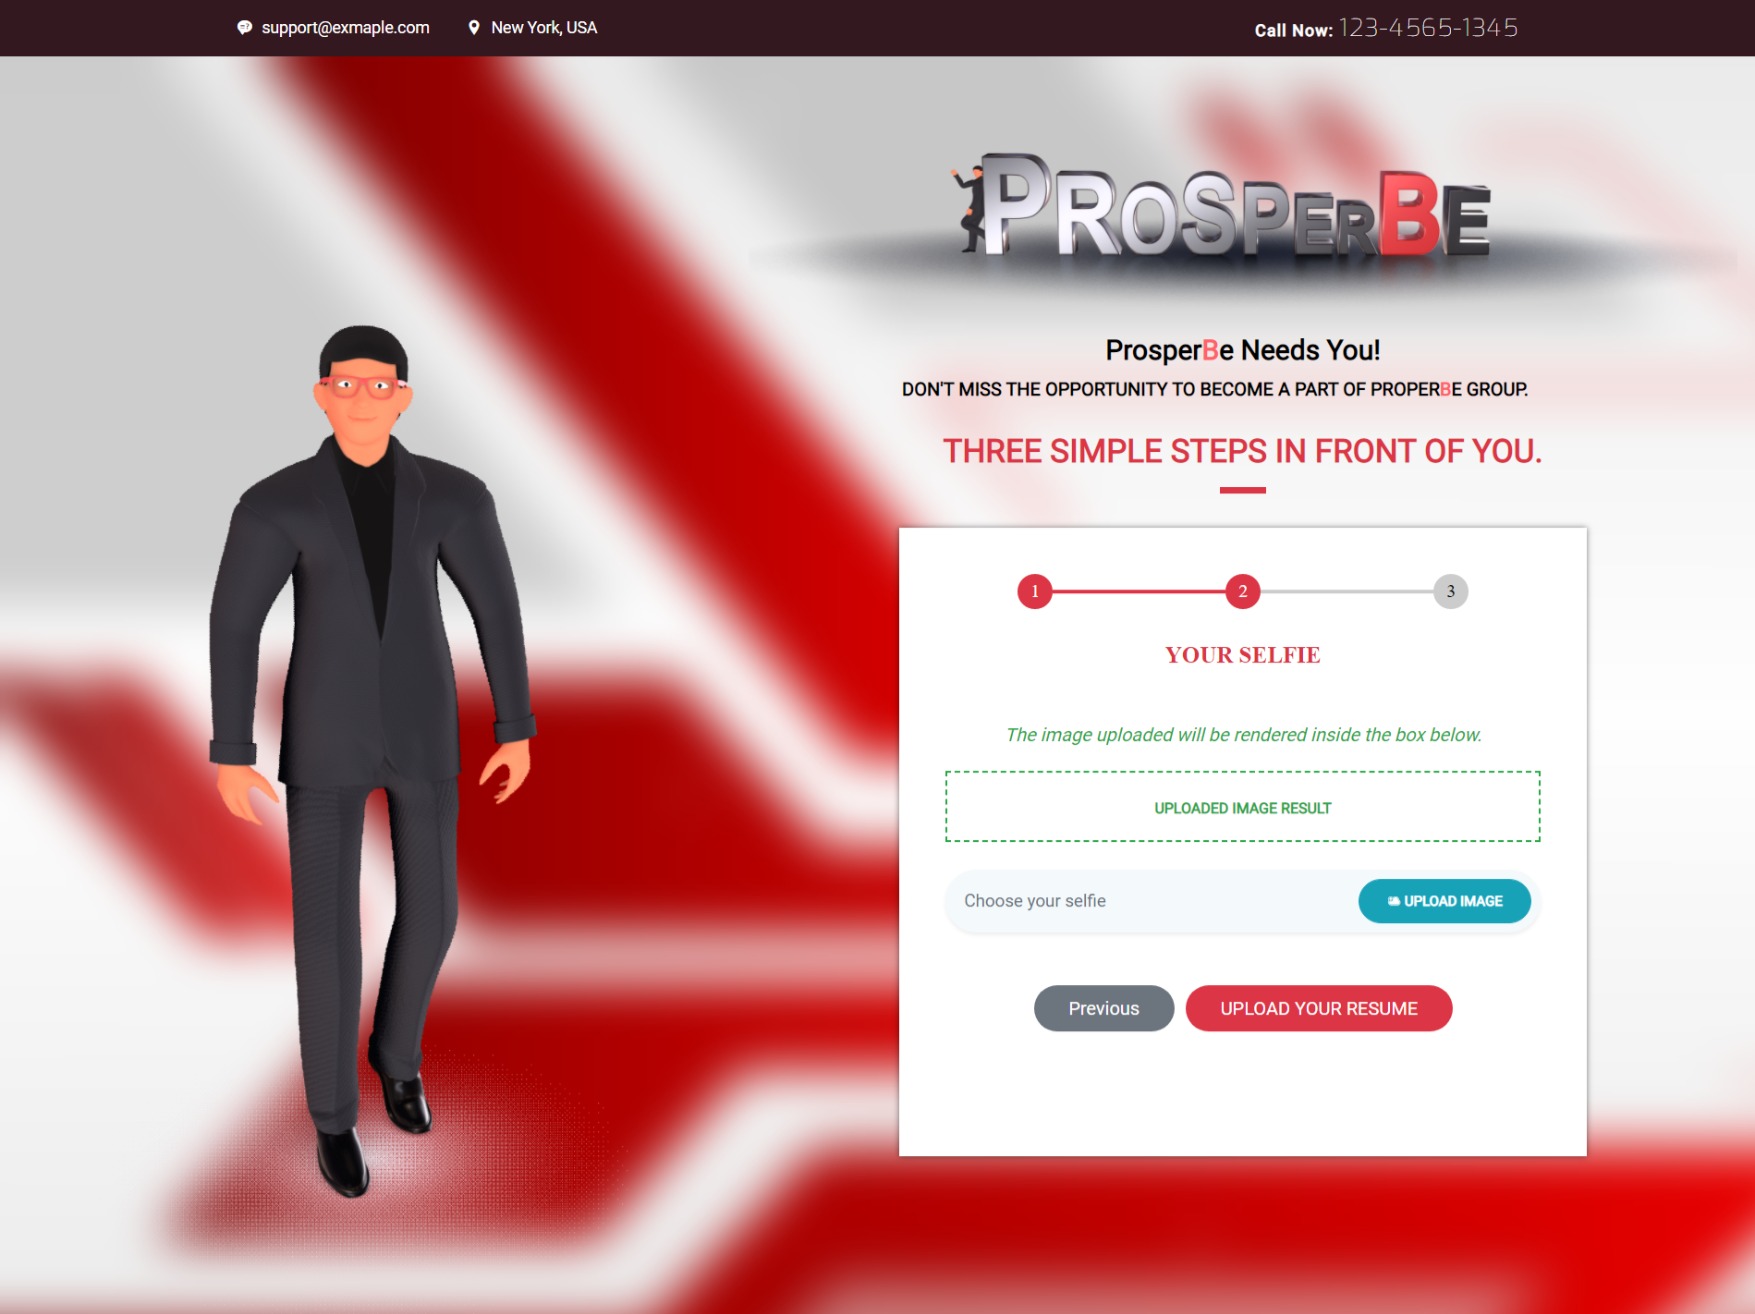 support@exmaple.com
New York, USA
Call Now: 123-4565-1345
PROSPERBE
ProsperBe Needs You!
DON'T MISS THE OPPORTUNITY TO BECOME A PART OF PROPERBE GROUP.
THREE SIMPLE STEPS IN FRONT OF YOU.
1
2
3
YOUR SELFIE
The image uploaded will be rendered inside the box below.
UPLOADED IMAGE RESULT
Choose your selfie
UPLOAD IMAGE
Previous
UPLOAD YOUR RESUME